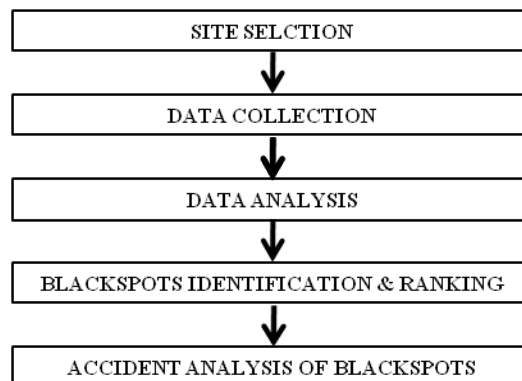 SITE SELCTION
DATA COLLECTION
DATA ANALYSIS
BLACKSPOTS IDENTIFICATION & RANKING
ACCIDENT ANALYSIS OF BLACKSPOTS